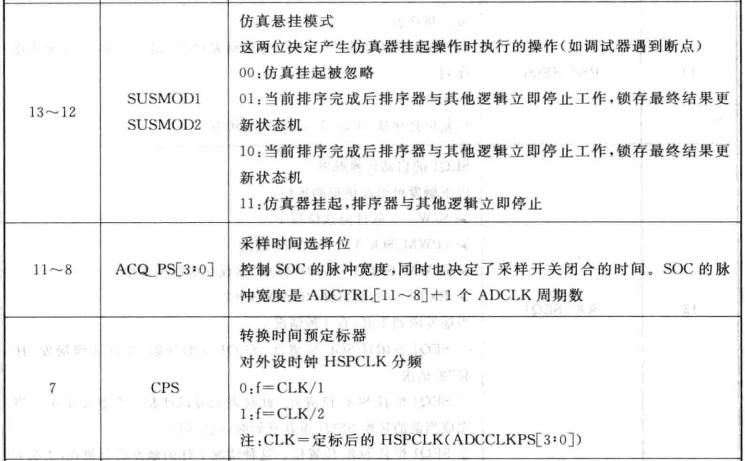 仿真悬挂模式
这两位决定产生仿真器挂起操作时执行的操作(如调试器遇到断点)
00:仿真挂起被忽略
13～12
SUSMOD1
SUSMOD2
01:当前排序完成后排序器与其他逻辑立即停止工作,锁存最终结果更
新状态机
10:当前排序完成后排序器与其他逻辑立即停止工作,锁存最终结果更
新状态机
11:仿真器挂起,排序器与其他逻辑立即停止
11～8
ACQ_PS[3:0]
采样时间选择位
控制 SOC 的脉冲宽度,同时也决定了采样开关闭合的时间。SOC 的脉
冲宽度是 ADCTRL[11～8]+1 个 ADCLK 周期数
7
CPS
转换时间预定标器
对外设时钟 HSPCLK 分频
0:f=CLK/1
1:f=CLK/2
注:CLK=定标后的 HSPCLK(ADCCLKPS[3:0])